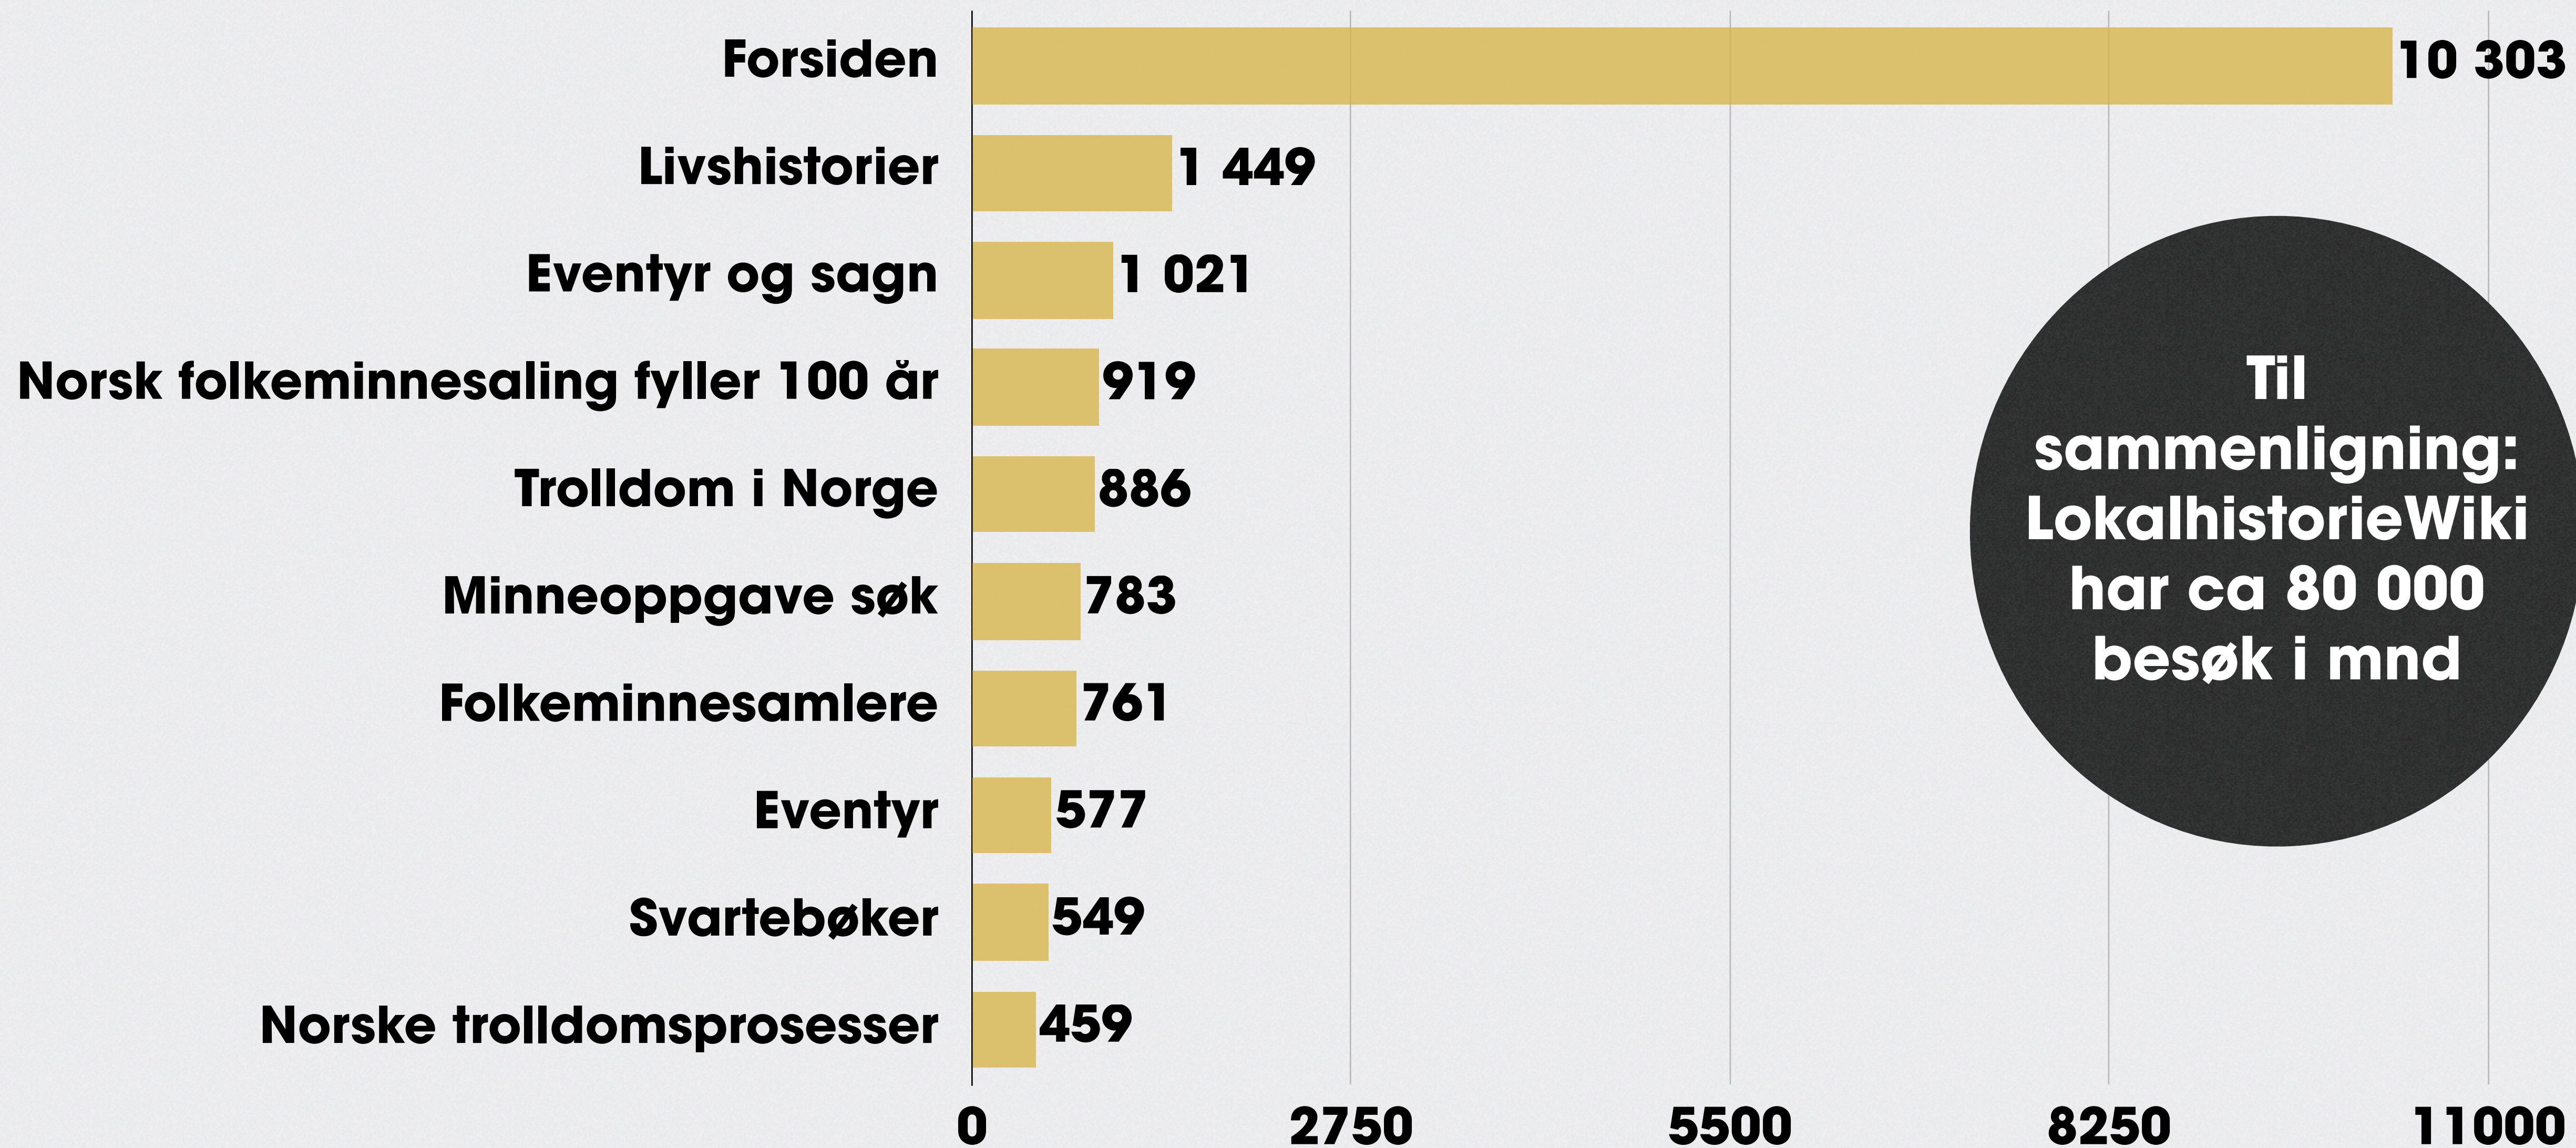 Forsiden 10 303
Livshistorier 1 449
Eventyr og sagn 1 021
Norsk folkeminnesaling fyller 100 år 919
Trolldom i Norge 886
Minneoppgave søk 783
Folkeminnesamlere 761
Eventyr 577
Svartebøker 549
Norske trolldomsprosesser 459
0 2750 5500 8250 11000
Til
sammenligning:
LokalhistorieWiki
har ca 80 000
besøk i mnd